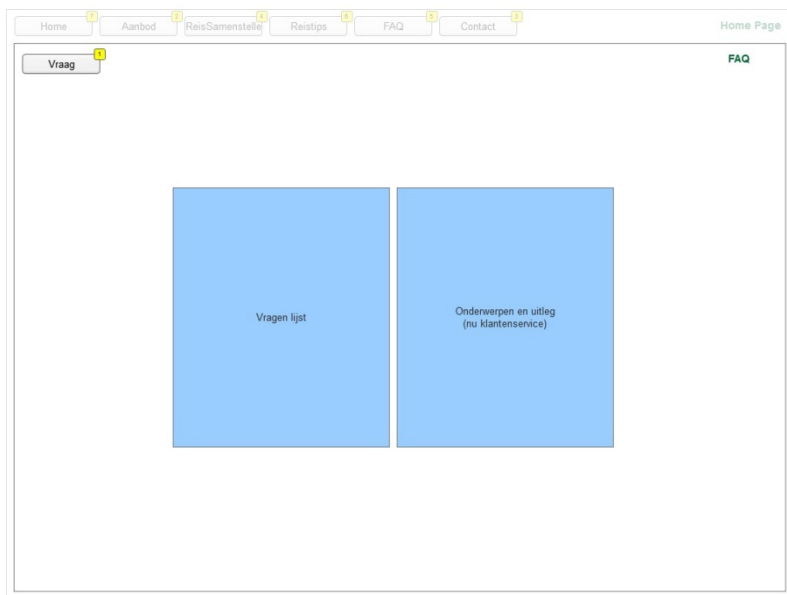 Home 7 Aanbod 2 ReisSamenstelle 4 Reistips 6 FAQ 5 Contact 3 Home Page
Vraag 1 FAQ
Vragen lijst
Onderwerpen en uitleg
(nu klantenservice)